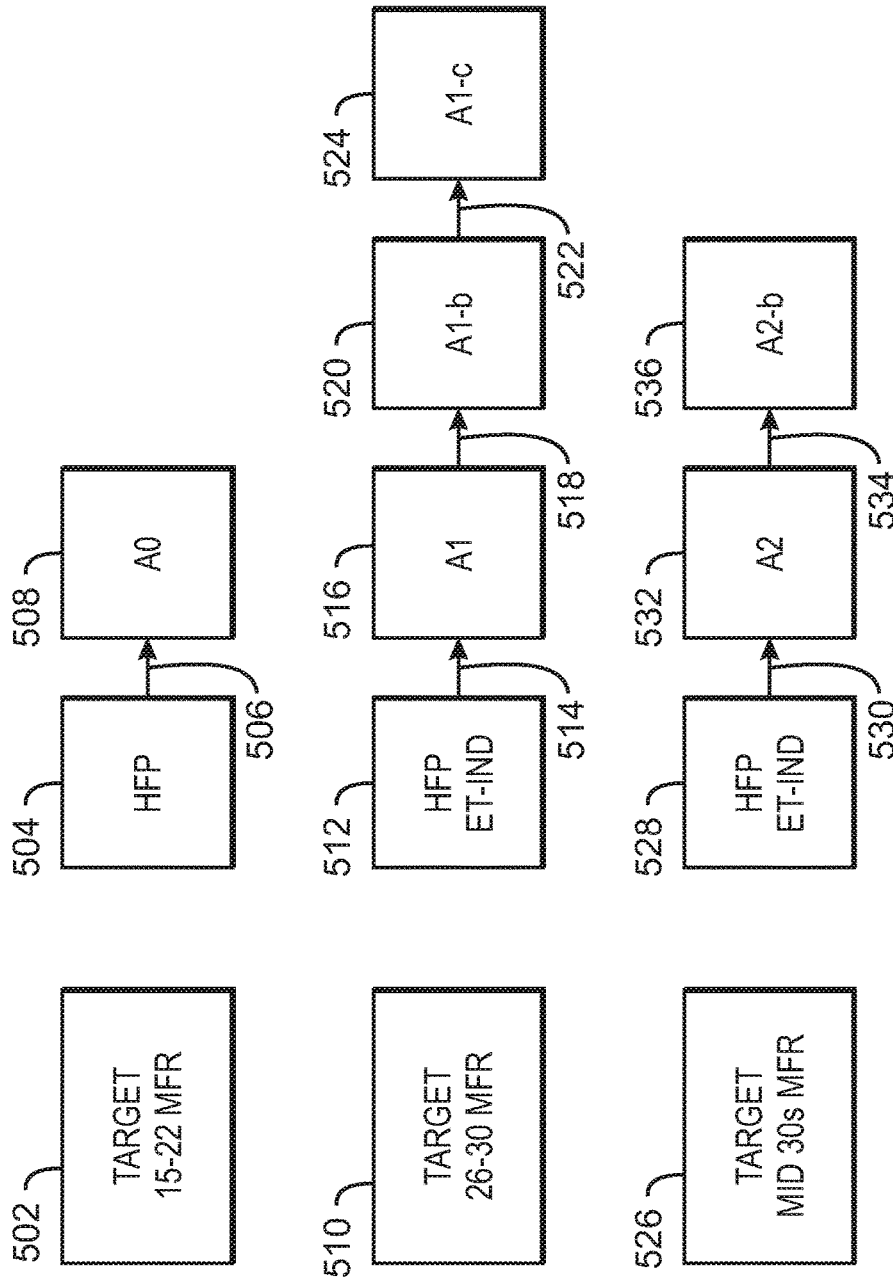 502
TARGET
15-22 MFR
504
HFP
506
508
A0
510
TARGET
26-30 MFR
512
HFP
ET-IND
514
516
A1
518
520
A1-b
522
524
A1-c
526
TARGET
MID 30s MFR
528
HFP
ET-IND
530
532
A2
534
536
A2-b